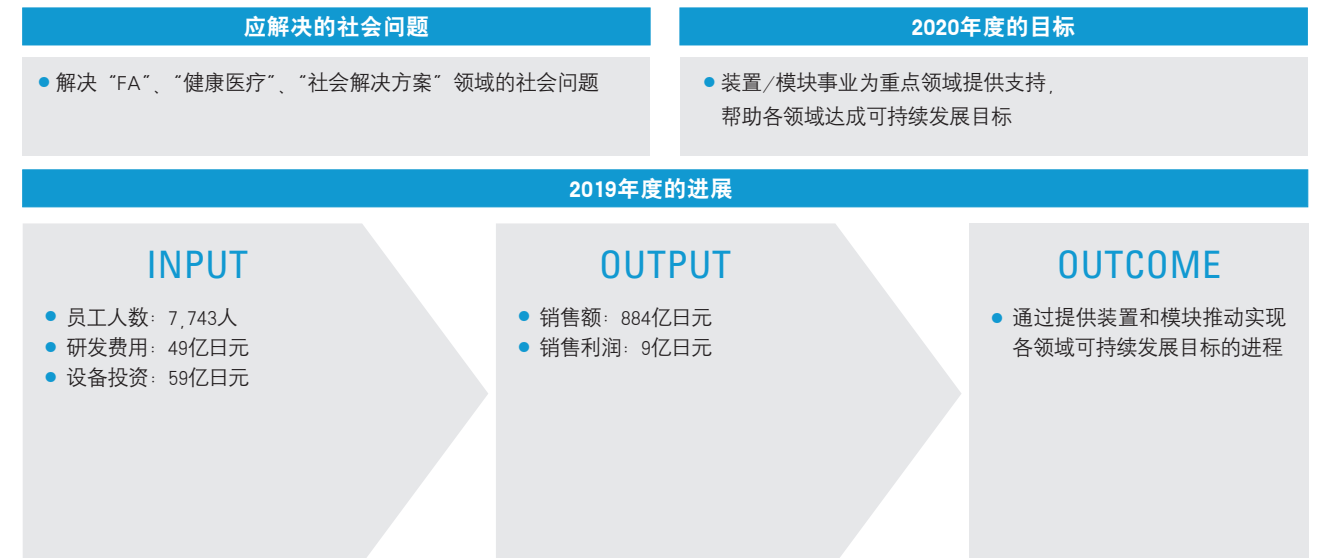 应解决的社会问题
● 解决“FA”、“健康医疗”、“社会解决方案”领域的社会问题
2020年度的目标
● 装置/模块事业为重点领域提供支持,
帮助各领域达成可持续发展目标
2019年度的进展
INPUT
● 员工人数：7,743人
● 研发费用：49亿日元
● 设备投资：59亿日元
OUTPUT
● 销售额：884亿日元
● 销售利润：9亿日元
OUTCOME
● 通过提供装置和模块推动实现
各领域可持续发展目标的进程